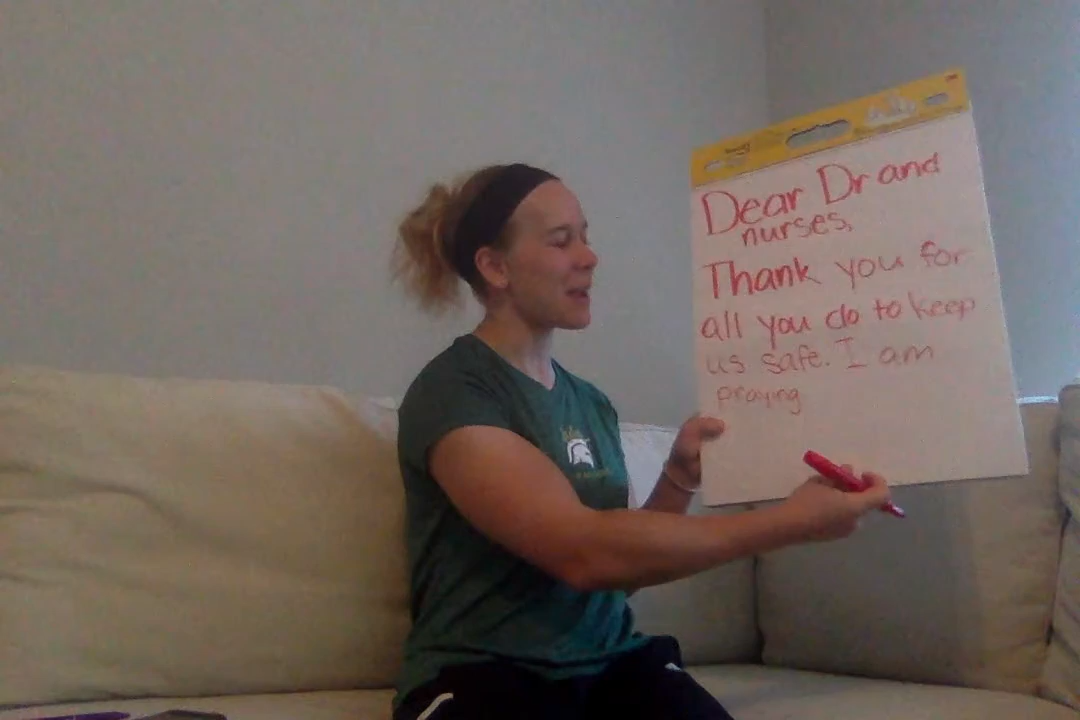 Dear Dr and
nurses,
Thank you for
all you do to keep
us safe. I am
praying